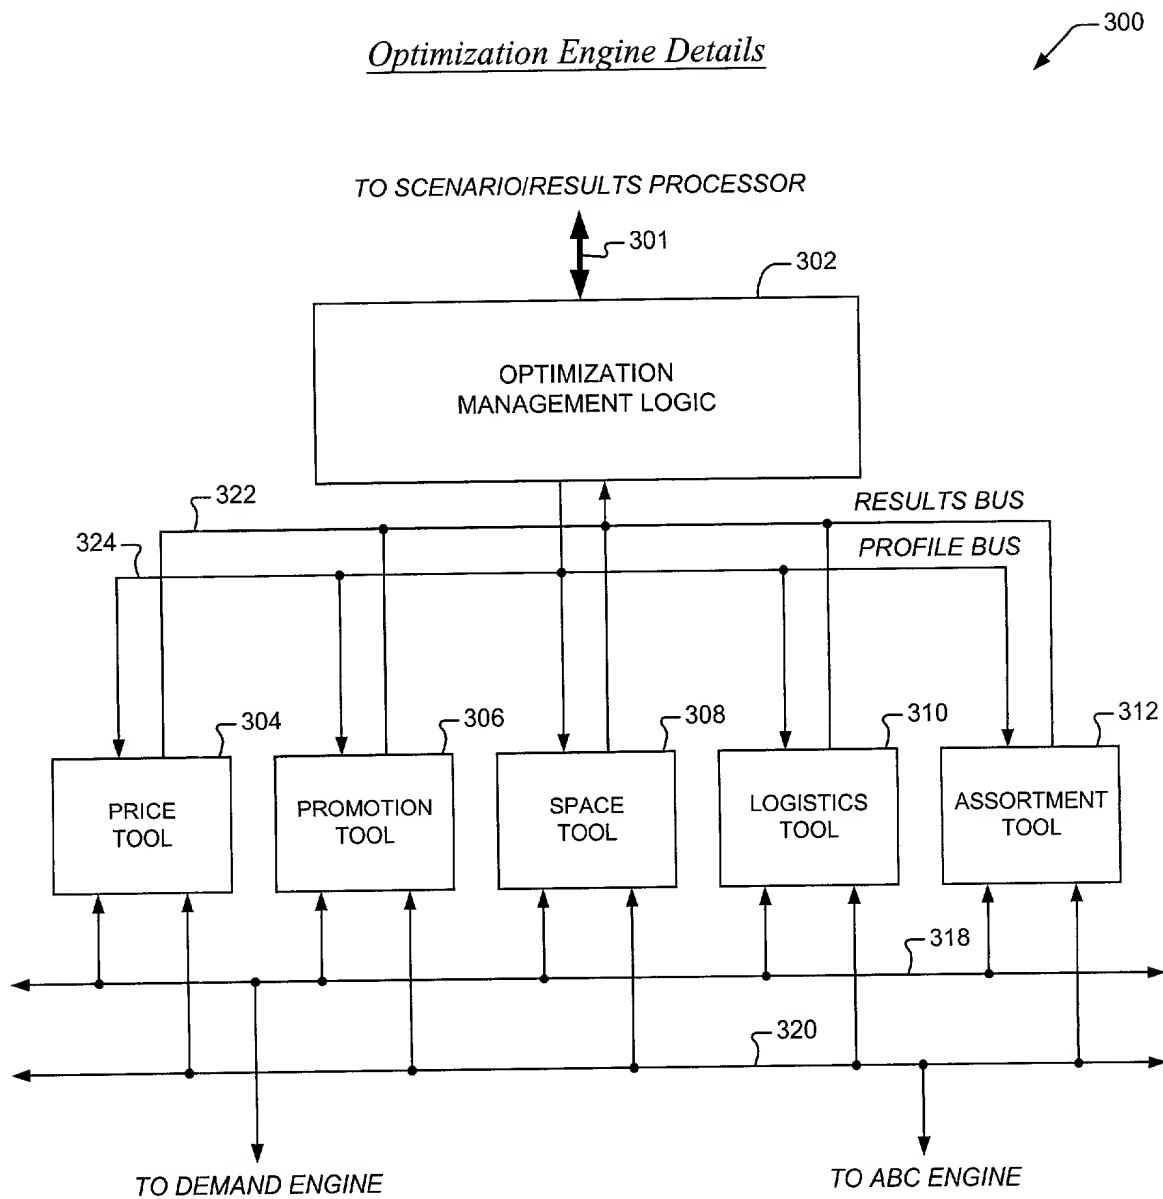 300
Optimization Engine Details
TO SCENARIO/RESULTS PROCESSOR
301
302
OPTIMIZATION
MANAGEMENT LOGIC
322
RESULTS BUS
324
PROFILE BUS
304
306
308
310
312
PRICE
TOOL
PROMOTION
TOOL
SPACE
TOOL
LOGISTICS
TOOL
ASSORTMENT
TOOL
318
320
TO DEMAND ENGINE
TO ABC ENGINE